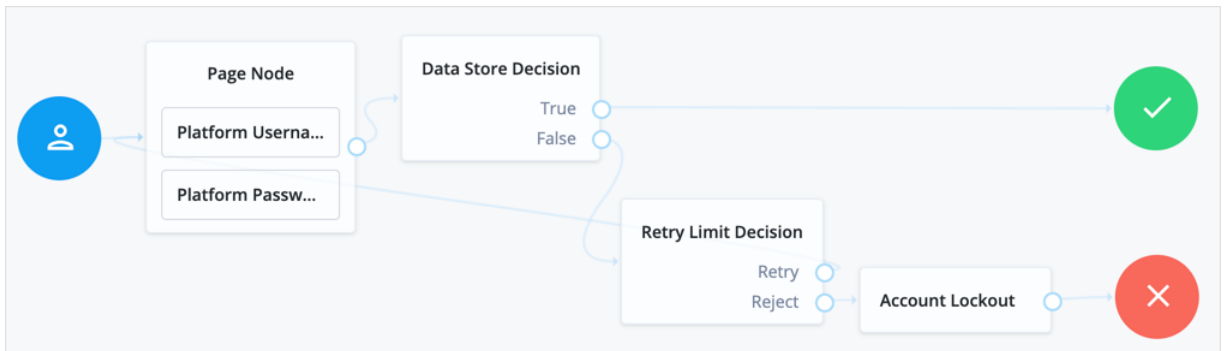 Page Node
Platform Userna...
Platform Passw...
Data Store Decision
True
False
Retry Limit Decision
Retry
Reject
Account Lockout